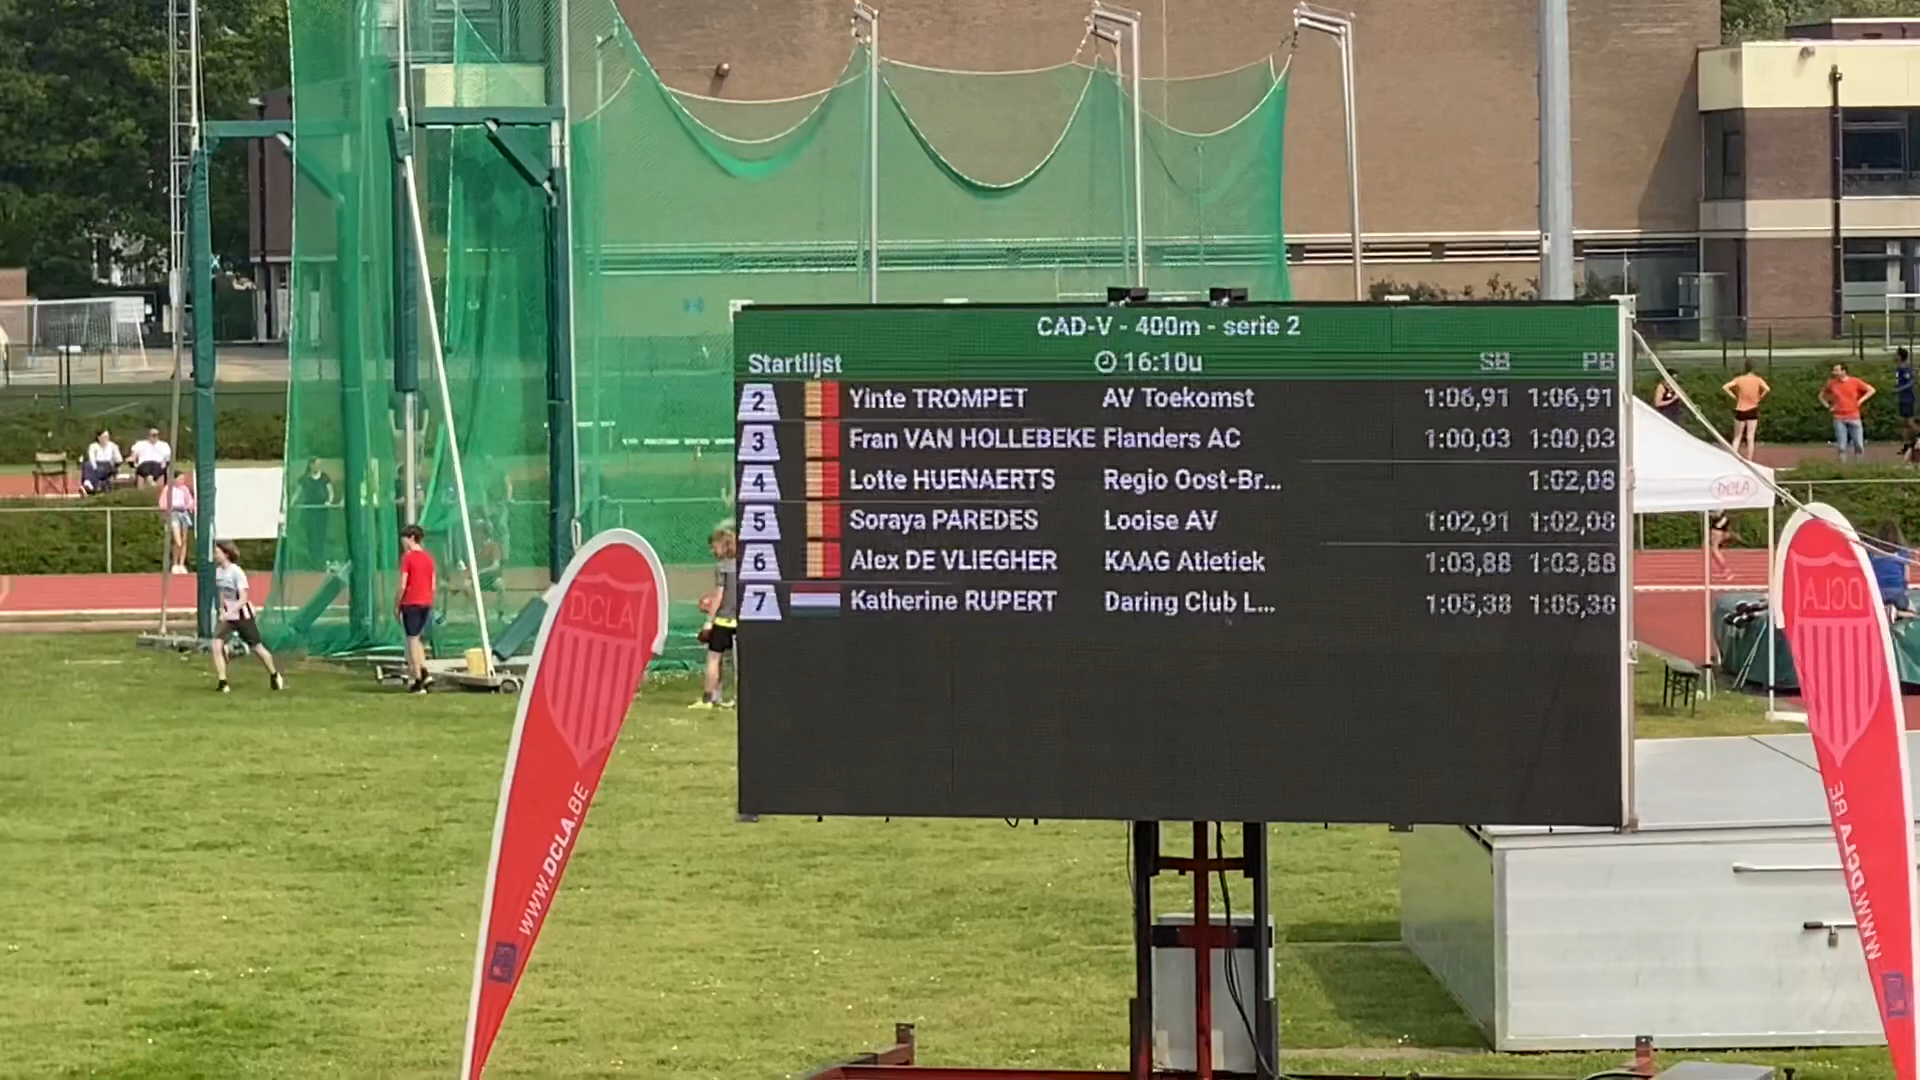 CAD-V - 400m - serie 2
Startlijst 16:10u SB PB
2 Yinte TROMPET AV Toekomst 1:06,91 1:06,91
3 Fran VAN HOLLEBEKE Flanders AC 1:00,03 1:00,03
4 Lotte HUENAERTS Regio Oost-Br... 1:02,08
5 Soraya PAREDES Looise AV 1:02,91 1:02,08
6 Alex DE VLIEGHER KAAG Atletiek 1:03,88 1:03,88
7 Katherine RUPERT Daring Club L... 1:05,38 1:05,38
DCLA
DCLA
WWW.DCLA.BE
DCLA
WWW.DCLA.BE